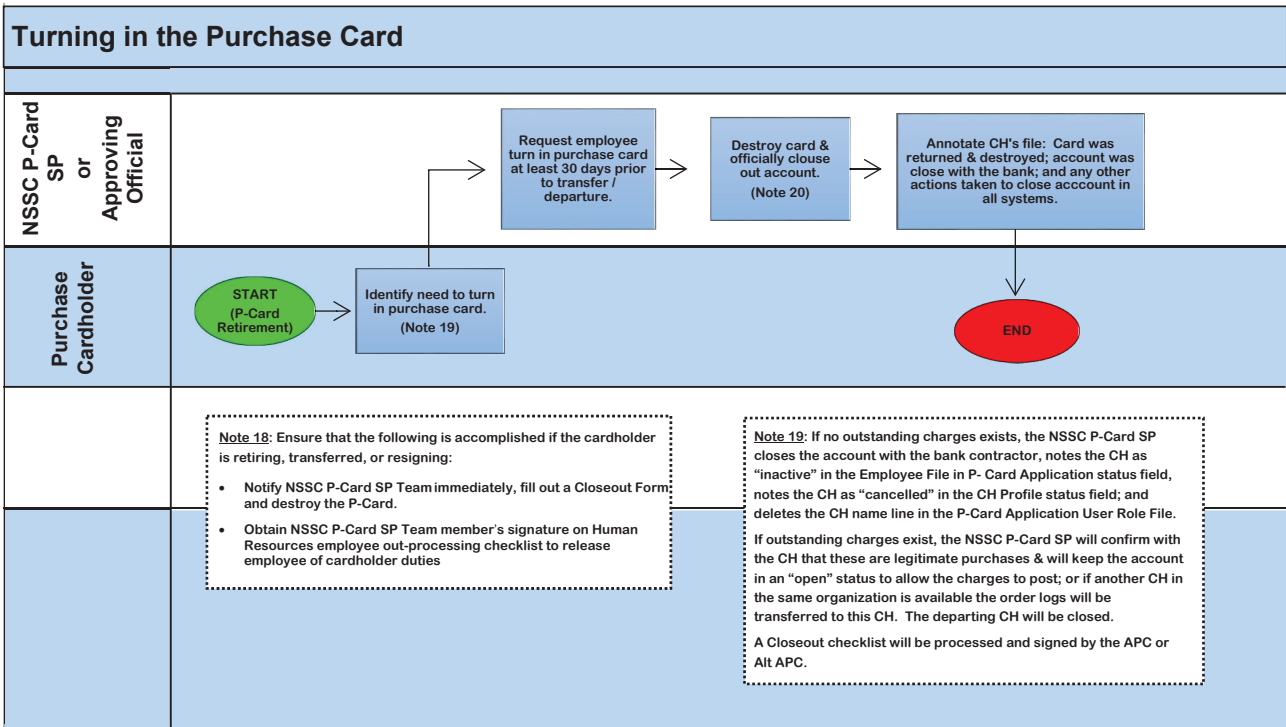 Turning in the Purchase Card
NSSC P-Card
SP
or
Approving
Official
Request employee
turn in purchase card
at least 30 days prior
to transfer /
departure.
Destroy card &
officially clouse
out account.
(Note 20)
Annotate CH's file: Card was
returned & destroyed; account was
close with the bank; and any other
actions taken to close acccount in
all systems.
Purchase
Cardholder
START
(P-Card
Retirement)
Identify need to turn
in purchase card.
(Note 19)
END
Note 18: Ensure that the following is accomplished if the cardholder
is retiring, transferred, or resigning:
• Notify NSSC P-Card SP Team immediately, fill out a Closeout Form
and destroy the P-Card.
• Obtain NSSC P-Card SP Team member's signature on Human
Resources employee out-processing checklist to release
employee of cardholder duties
Note 19: If no outstanding charges exists, the NSSC P-Card SP
closes the account with the bank contractor, notes the CH as
“inactive” in the Employee File in P- Card Application status field,
notes the CH as “cancelled” in the CH Profile status field; and
deletes the CH name line in the P-Card Application User Role File.
If outstanding charges exist, the NSSC P-Card SP will confirm with
the CH that these are legitimate purchases & will keep the account
in an “open” status to allow the charges to post; or if another CH in
the same organization is available the order logs will be
transferred to this CH. The departing CH will be closed.
A Closeout checklist will be processed and signed by the APC or
Alt APC.